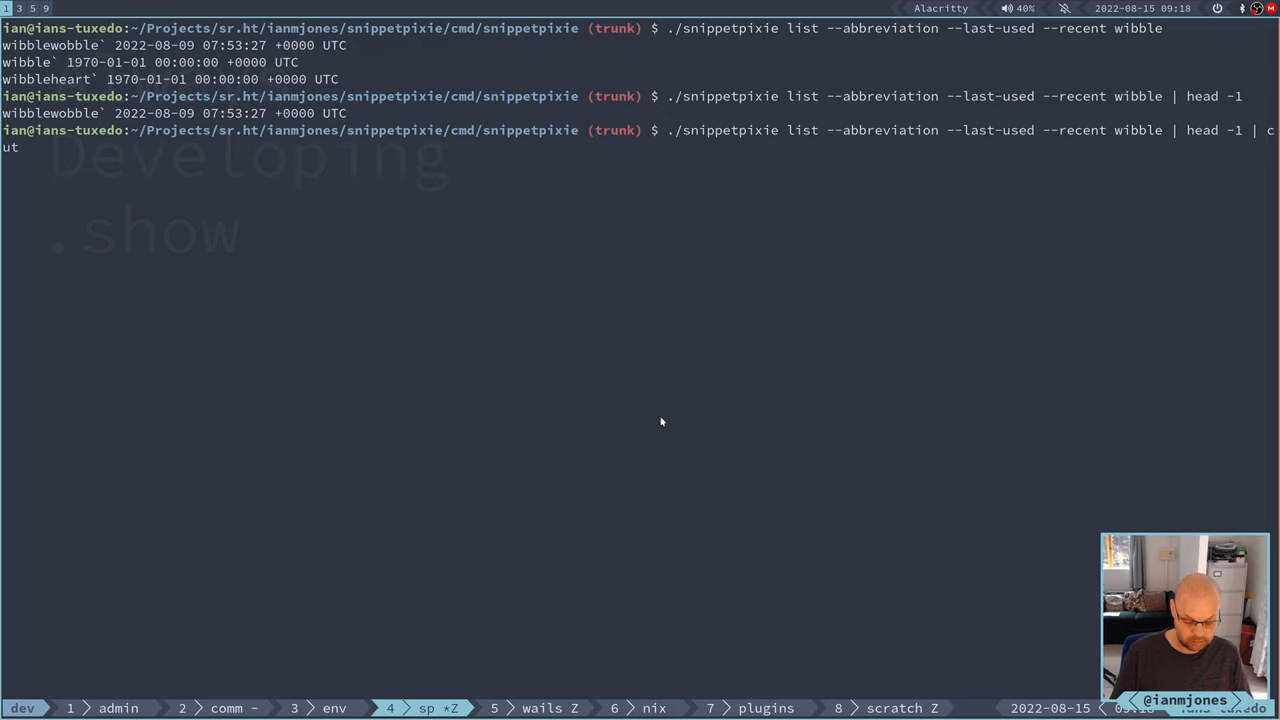 1 3 5 9
Alacritty 40% 2022-08-15 09:18 M
ian@ians-tuxedo:~/Projects/sr.ht/ianmjones/snippetpixie/cmd/snippetpixie (trunk) $ ./snippetpixie list --abbreviation --last-used --recent wibble
wibblewobble` 2022-08-09 07:53:27 +0000 UTC
wibble` 1970-01-01 00:00:00 +0000 UTC
wibbleheart` 1970-01-01 00:00:00 +0000 UTC
ian@ians-tuxedo:~/Projects/sr.ht/ianmjones/snippetpixie/cmd/snippetpixie (trunk) $ ./snippetpixie list --abbreviation --last-used --recent wibble | head -1
wibblewobble` 2022-08-09 07:53:27 +0000 UTC
ian@ians-tuxedo:~/Projects/sr.ht/ianmjones/snippetpixie/cmd/snippetpixie (trunk) $ ./snippetpixie list --abbreviation --last-used --recent wibble | head -1 | c
ut
Developing
.show
@ianmjones
dev 1 admin 2 comm - 3 env 4 sp *Z 5 wails Z 6 nix 7 plugins 8 scratch Z 2022-08-15